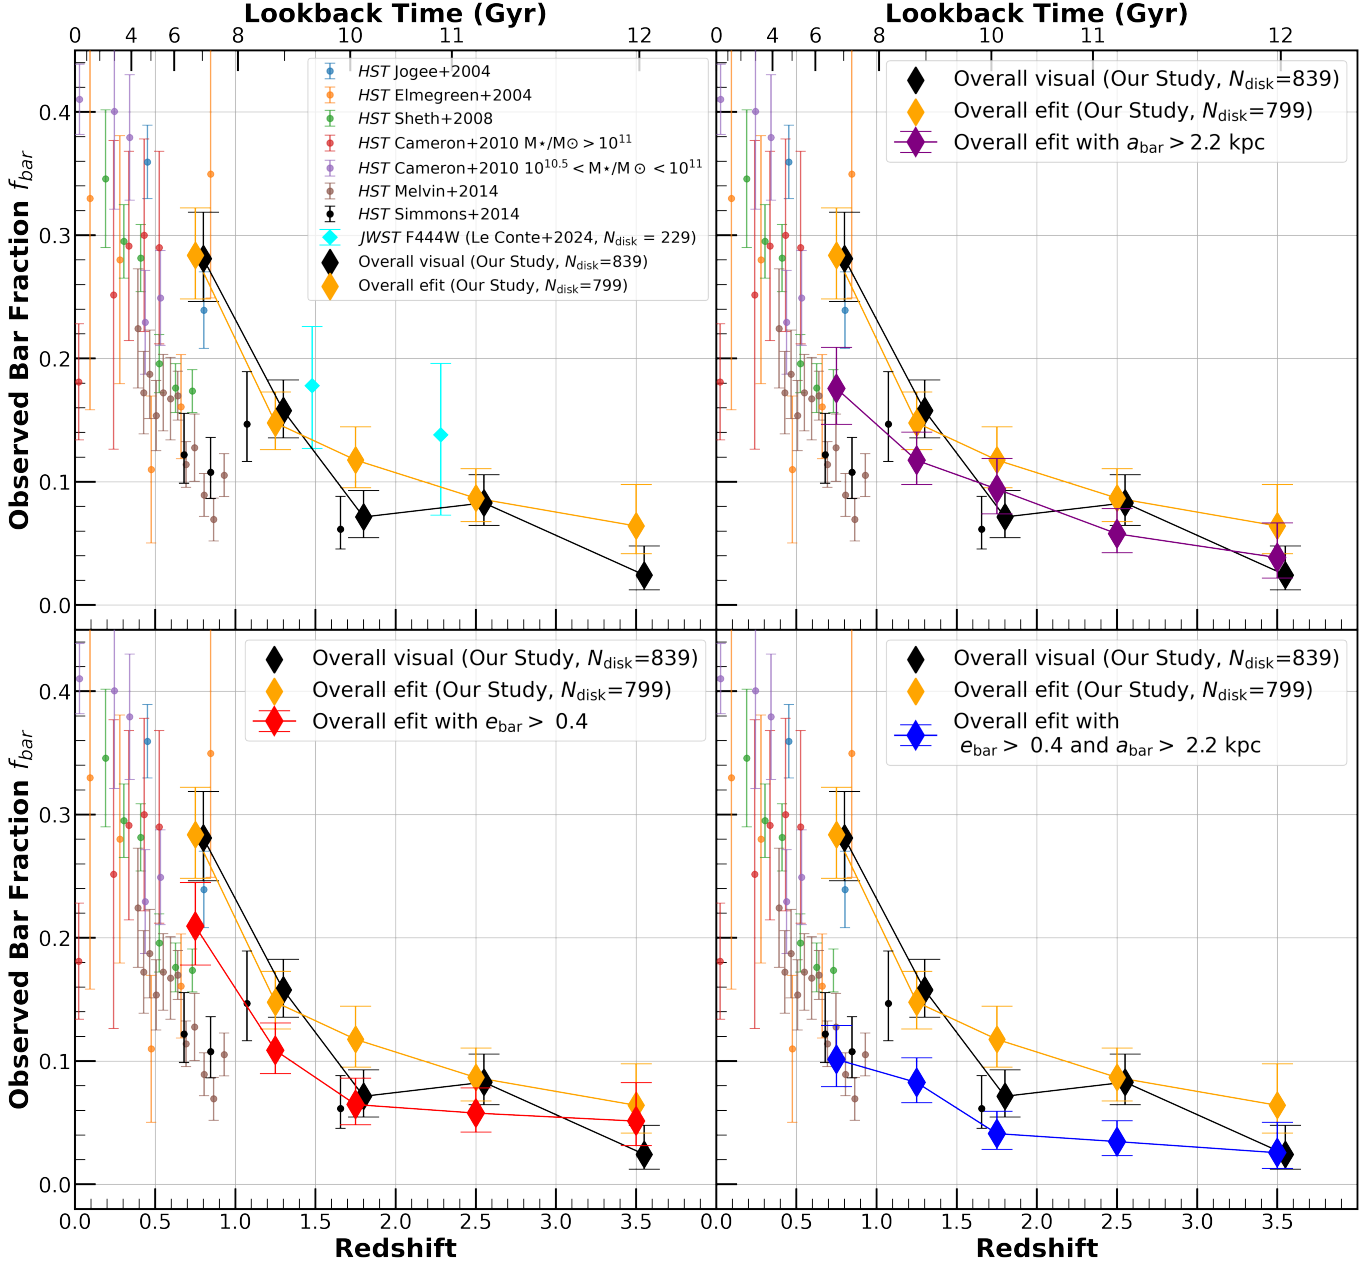 Lookback Time (Gyr)
Lookback Time (Gyr)
0 4 6 8 10 11 12
0 4 6 8 10 11 12
HST Jogee+2004
HST Elmegreen+2004
HST Sheth+2008
HST Cameron+2010 M⋆/M⊙ > 10^11
HST Cameron+2010 10^10.5 < M⋆/M⊙ < 10^11
HST Melvin+2014
HST Simmons+2014
JWST F444W (Le Conte+2024, N_disk = 229)
Overall visual (Our Study, N_disk=839)
Overall efit (Our Study, N_disk=799)
Overall visual (Our Study, N_disk=839)
Overall efit (Our Study, N_disk=799)
Overall efit with a_bar > 2.2 kpc
Observed Bar Fraction f_bar
0.4
0.3
0.2
0.1
0.0
Overall visual (Our Study, N_disk=839)
Overall efit (Our Study, N_disk=799)
Overall efit with e_bar > 0.4
Overall visual (Our Study, N_disk=839)
Overall efit (Our Study, N_disk=799)
Overall efit with
e_bar > 0.4 and a_bar > 2.2 kpc
Observed Bar Fraction f_bar
0.4
0.3
0.2
0.1
0.0
0.0 0.5 1.0 1.5 2.0 2.5 3.0 3.5
0.0 0.5 1.0 1.5 2.0 2.5 3.0 3.5
Redshift
Redshift